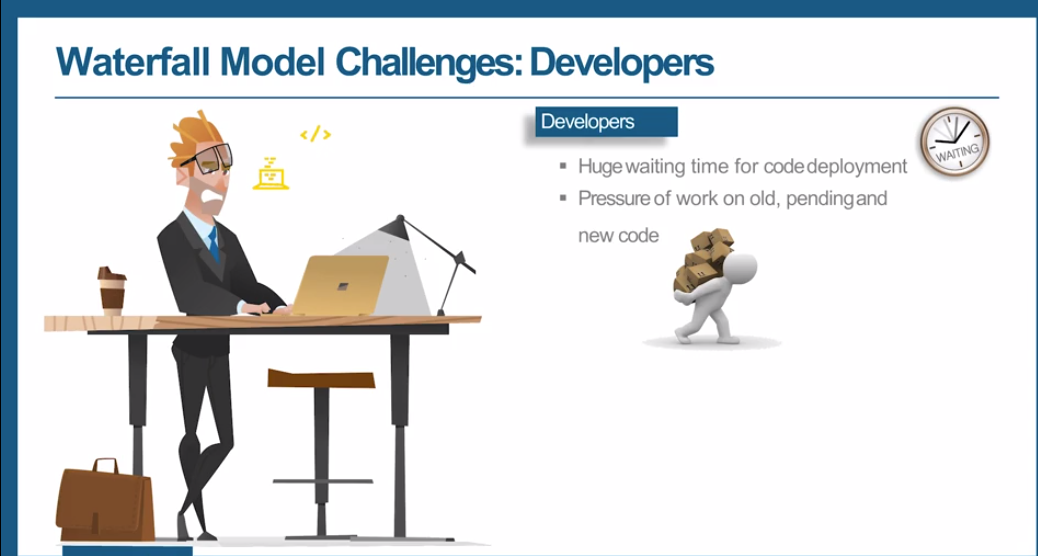 Waterfall Model Challenges: Developers
</>
Developers
WAITING
Huge waiting time for code deployment
Pressure of work on old, pending and
new code